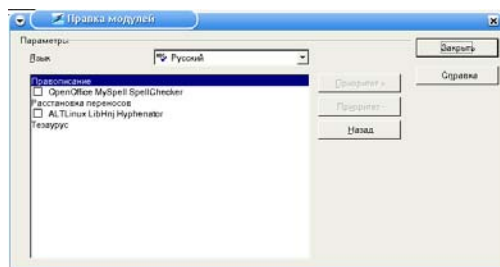 Правка модулей
Параметры
Язык
Русский
Закрыть
Справка
Правописание
OpenOffice MySpell SpellChecker
Расстановка переносов
ALTLinux LibHnj Hyphenator
Тезаурус
Приоритет +
Приоритет -
Назад